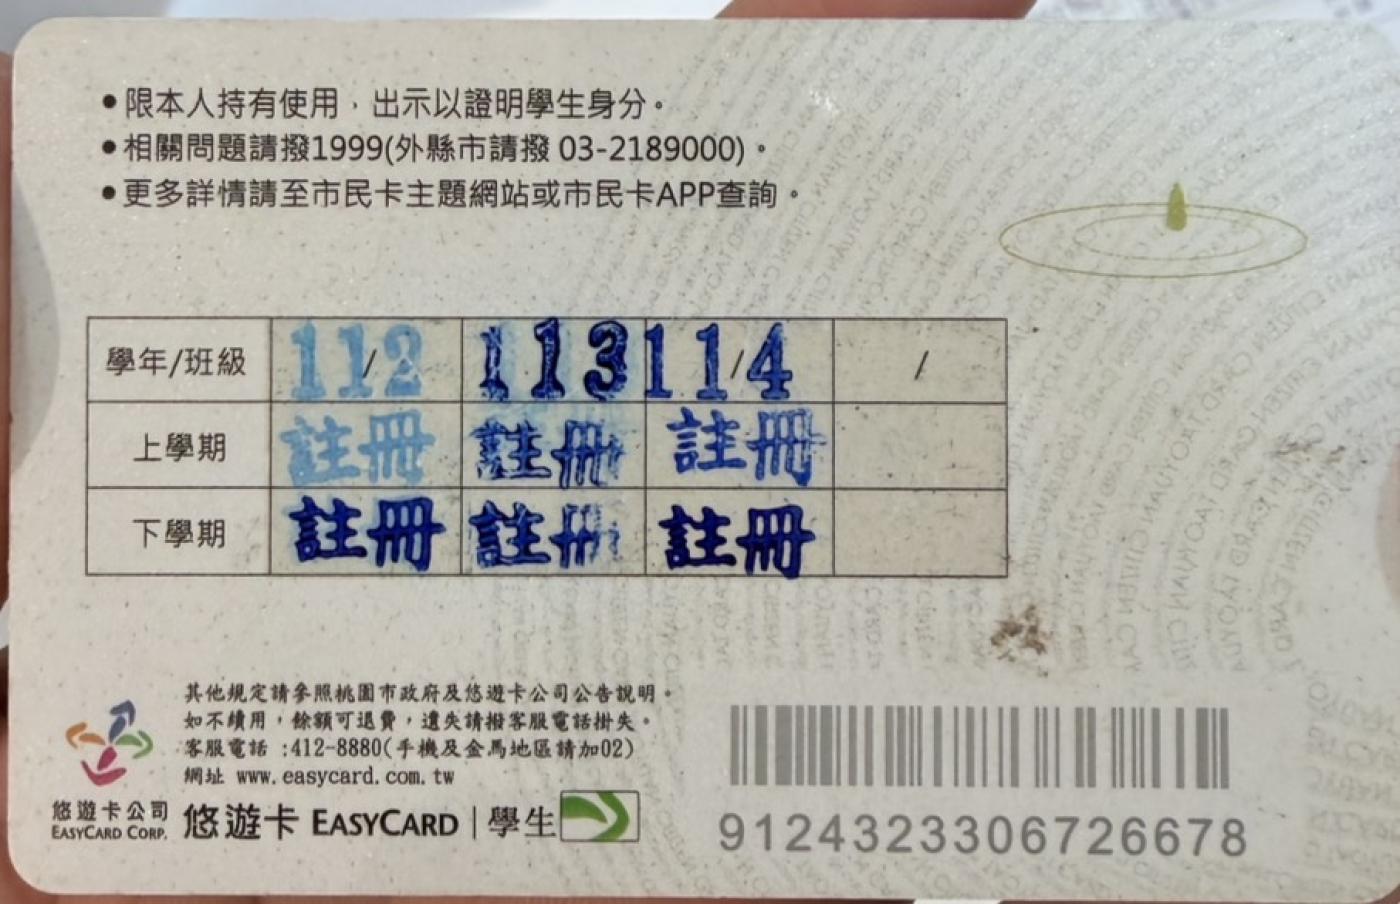 •限本人持有使用，出示以證明學生身分。
•相關問題請撥1999(外縣市請撥 03-2189000)。
•更多詳情請至市民卡主題網站或市民卡APP查詢。
學年/班級 112 / 113 114 / /
上學期 註冊 註冊 註冊
下學期 註冊 註冊 註冊
其他規定請參照桃園市政府及悠遊卡公司公告說明。
如不續用，餘額可退費，遺失請撥客服電話掛失。
客服電話 :412-8880(手機及金馬地區請加02)
網址 www.easycard.com.tw
悠遊卡公司
EASYCARD CORP.
悠遊卡 EASYCARD | 學生
9124323306726678